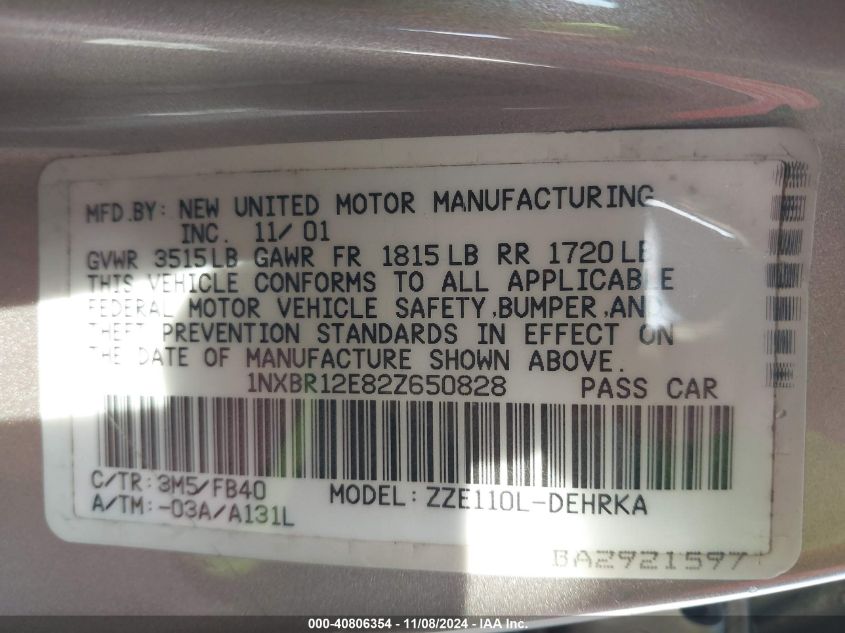 MFD.BY: NEW UNITED MOTOR MANUFACTURING
INC. 11/01
GVWR 3515LB GAWR FR 1815LB RR 1720LB
THIS VEHICLE CONFORMS TO ALL APPLICABLE
FEDERAL MOTOR VEHICLE SAFETY,BUMPER,AND
THEFT PREVENTION STANDARDS IN EFFECT ON
THE DATE OF MANUFACTURE SHOWN ABOVE.
1NXBR12E82Z650828 PASS CAR
C/TR:3M5/FB40
A/TM:-03A/A131L
MODEL:ZZE110L-DEHRKA
BA2921597
000-40806354 - 11/08/2024 - IAA Inc.